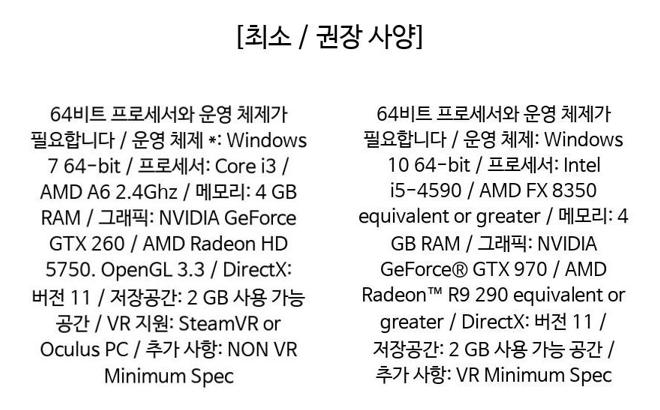 [최소 / 권장 사양]
64비트 프로세서와 운영 체제가
필요합니다 / 운영 체제 *: Windows
7 64-bit / 프로세서: Core i3 /
AMD A6 2.4Ghz / 메모리: 4 GB
RAM / 그래픽: NVIDIA GeForce
GTX 260 / AMD Radeon HD
5750. OpenGL 3.3 / DirectX:
버전 11 / 저장공간: 2 GB 사용 가능
공간 / VR 지원: SteamVR or
Oculus PC / 추가 사항: NON VR
Minimum Spec
64비트 프로세서와 운영 체제가
필요합니다 / 운영 체제: Windows
10 64-bit / 프로세서: Intel
i5-4590 / AMD FX 8350
equivalent or greater / 메모리: 4
GB RAM / 그래픽: NVIDIA
GeForce® GTX 970 / AMD
Radeon™ R9 290 equivalent or
greater / DirectX: 버전 11 /
저장공간: 2 GB 사용 가능 공간 /
추가 사항: VR Minimum Spec